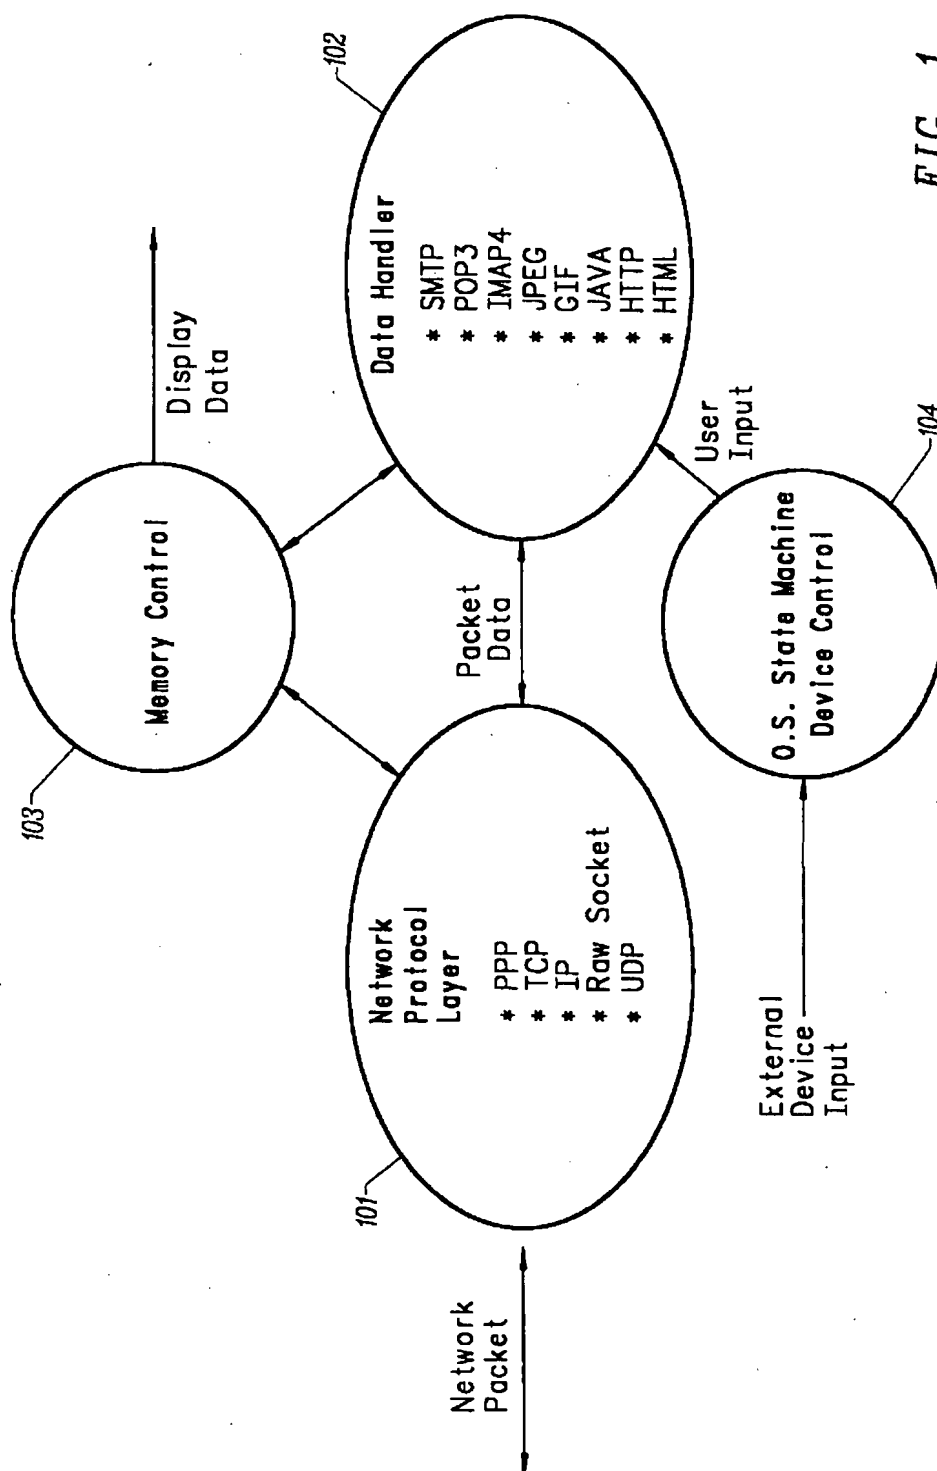 103
Memory Control
Display
Data
102
Data Handler
* SMTP
* POP3
* IMAP4
* JPEG
* GIF
* JAVA
* HTTP
* HTML
101
Network
Protocol
Layer
* PPP
* TCP
* IP
* Raw Socket
* UDP
Network
Packet
Packet
Data
User
Input
External
Device
Input
O.S. State Machine
Device Control
104
FIG. 1